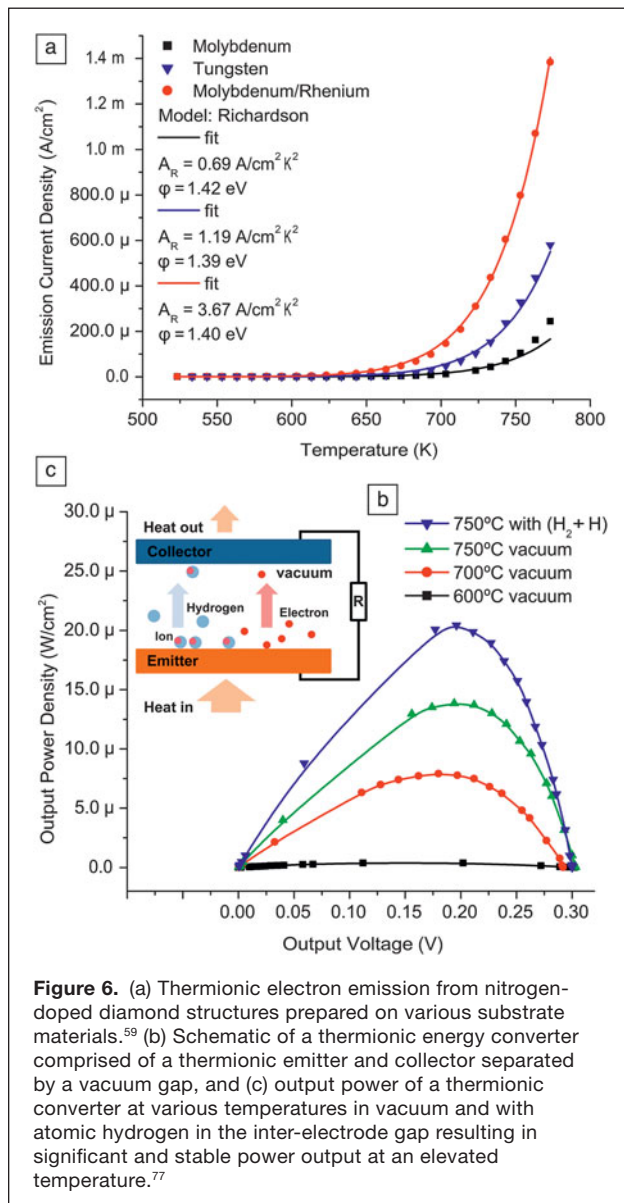 a
Molybdenum
Tungsten
Molybdenum/Rhenium
Model: Richardson
fit
A_R = 0.69 A/cm² K²
φ = 1.42 eV
fit
A_R = 1.19 A/cm² K²
φ = 1.39 eV
fit
A_R = 3.67 A/cm² K²
φ = 1.40 eV
Emission Current Density (A/cm²)
1.4 m
1.2 m
1.0 m
800.0 µ
600.0 µ
400.0 µ
200.0 µ
0.0
500 550 600 650 700 750 800
Temperature (K)
c
b
750ºC with (H₂ + H)
750ºC vacuum
700ºC vacuum
600ºC vacuum
Heat out
Collector
vacuum
Hydrogen
Electron
Ion
R
Emitter
Heat in
Output Power Density (W/cm²)
30.0 µ
25.0 µ
20.0 µ
15.0 µ
10.0 µ
5.0 µ
0.0
0.00 0.05 0.10 0.15 0.20 0.25 0.30
Output Voltage (V)
Figure 6. (a) Thermionic electron emission from nitrogen-
doped diamond structures prepared on various substrate
materials.⁵⁹ (b) Schematic of a thermionic energy converter
comprised of a thermionic emitter and collector separated
by a vacuum gap, and (c) output power of a thermionic
converter at various temperatures in vacuum and with
atomic hydrogen in the inter-electrode gap resulting in
significant and stable power output at an elevated
temperature.⁷⁷